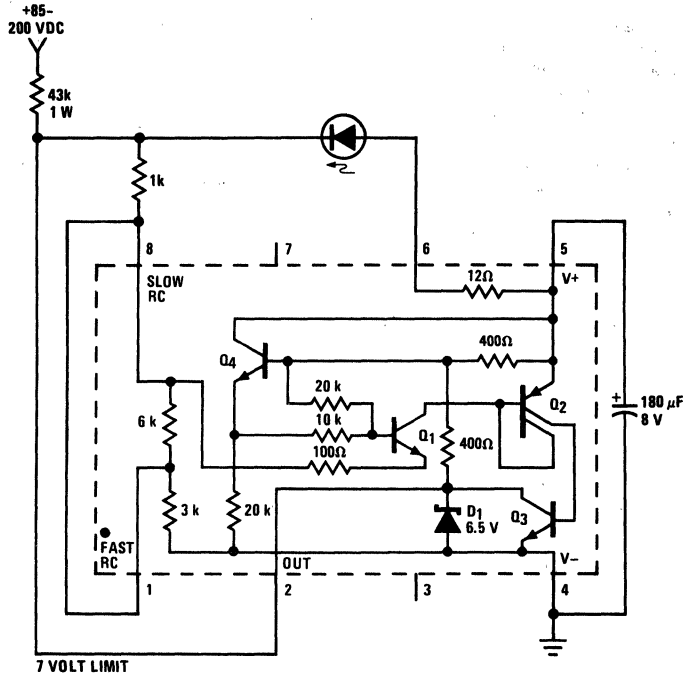 +85–
200 VDC
43k
1 W
1k
8
7
6
5
SLOW
RC
12Ω
V+
Q4
400Ω
20 k
Q2
+
180 μF
8 V
6 k
10 k
Q1
400Ω
100Ω
3 k
20 k
D1
6.5 V
Q3
FAST
RC
OUT
V–
1
2
3
4
7 VOLT LIMIT